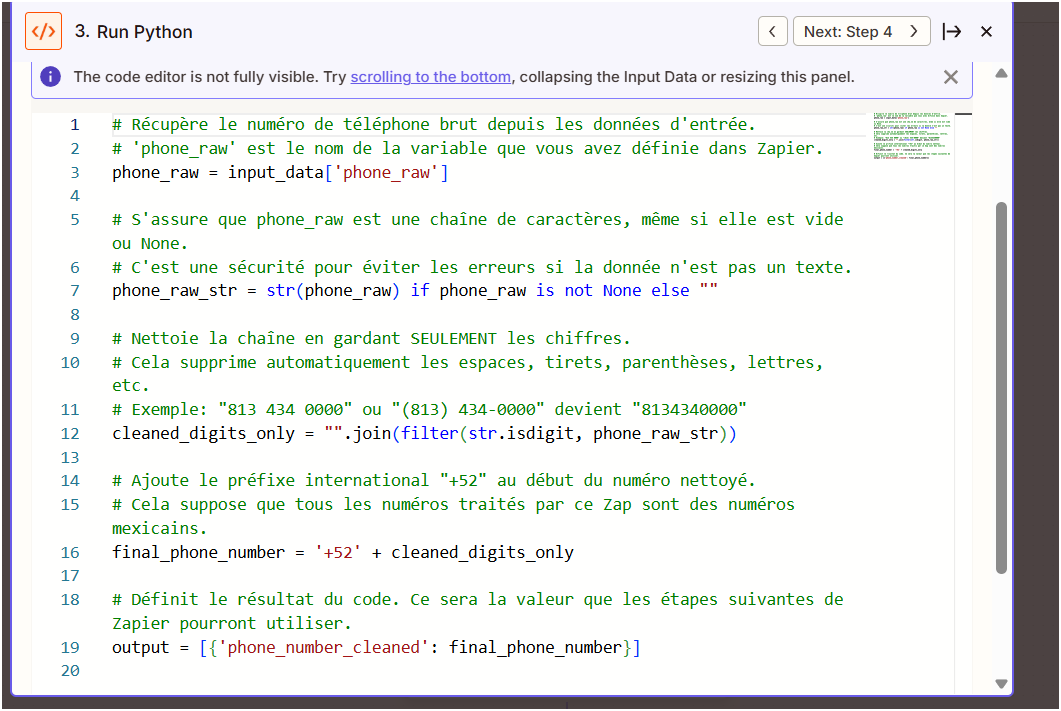 </> 3. Run Python
Next: Step 4
i The code editor is not fully visible. Try scrolling to the bottom, collapsing the Input Data or resizing this panel.
1 # Récupère le numéro de téléphone brut depuis les données d'entrée.
2 # 'phone_raw' est le nom de la variable que vous avez définie dans Zapier.
3 phone_raw = input_data['phone_raw']
4
5 # S'assure que phone_raw est une chaîne de caractères, même si elle est vide
ou None.
6 # C'est une sécurité pour éviter les erreurs si la donnée n'est pas un texte.
7 phone_raw_str = str(phone_raw) if phone_raw is not None else ""
8
9 # Nettoie la chaîne en gardant SEULEMENT les chiffres.
10 # Cela supprime automatiquement les espaces, tirets, parenthèses, lettres,
etc.
11 # Exemple: "813 434 0000" ou "(813) 434-0000" devient "8134340000"
12 cleaned_digits_only = "".join(filter(str.isdigit, phone_raw_str))
13
14 # Ajoute le préfixe international "+52" au début du numéro nettoyé.
15 # Cela suppose que tous les numéros traités par ce Zap sont des numéros
mexicains.
16 final_phone_number = '+52' + cleaned_digits_only
17
18 # Définit le résultat du code. Ce sera la valeur que les étapes suivantes de
Zapier pourront utiliser.
19 output = [{'phone_number_cleaned': final_phone_number}]
20